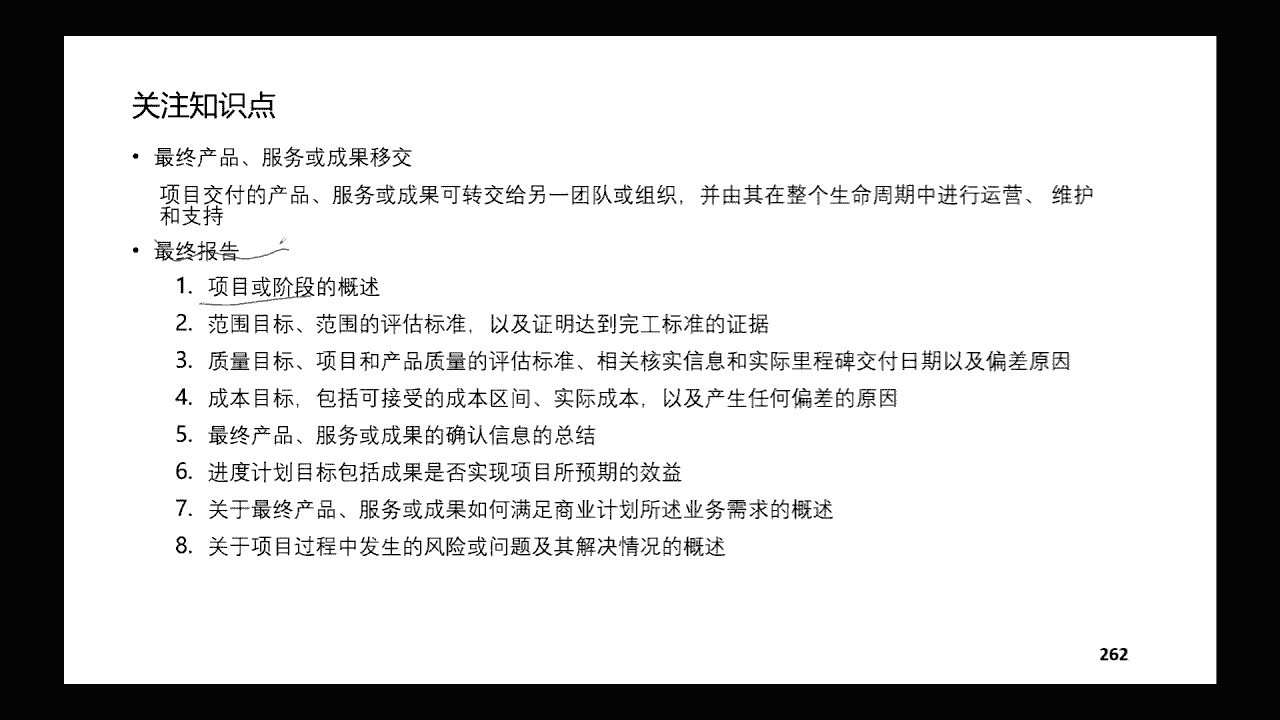 关注知识点
• 最终产品、服务或成果移交
项目交付的产品、服务或成果可转交给另一团队或组织，并由其在整个生命周期中进行运营、 维护
和支持
• 最终报告
1. 项目或阶段的概述
2. 范围目标、范围的评估标准，以及证明达到完工标准的证据
3. 质量目标、项目和产品质量的评估标准、相关核实信息和实际里程碑交付日期以及偏差原因
4. 成本目标，包括可接受的成本区间、实际成本，以及产生任何偏差的原因
5. 最终产品、服务或成果的确认信息的总结
6. 进度计划目标包括成果是否实现项目所预期的效益
7. 关于最终产品、服务或成果如何满足商业计划所述业务需求的概述
8. 关于项目过程中发生的风险或问题及其解决情况的概述
262